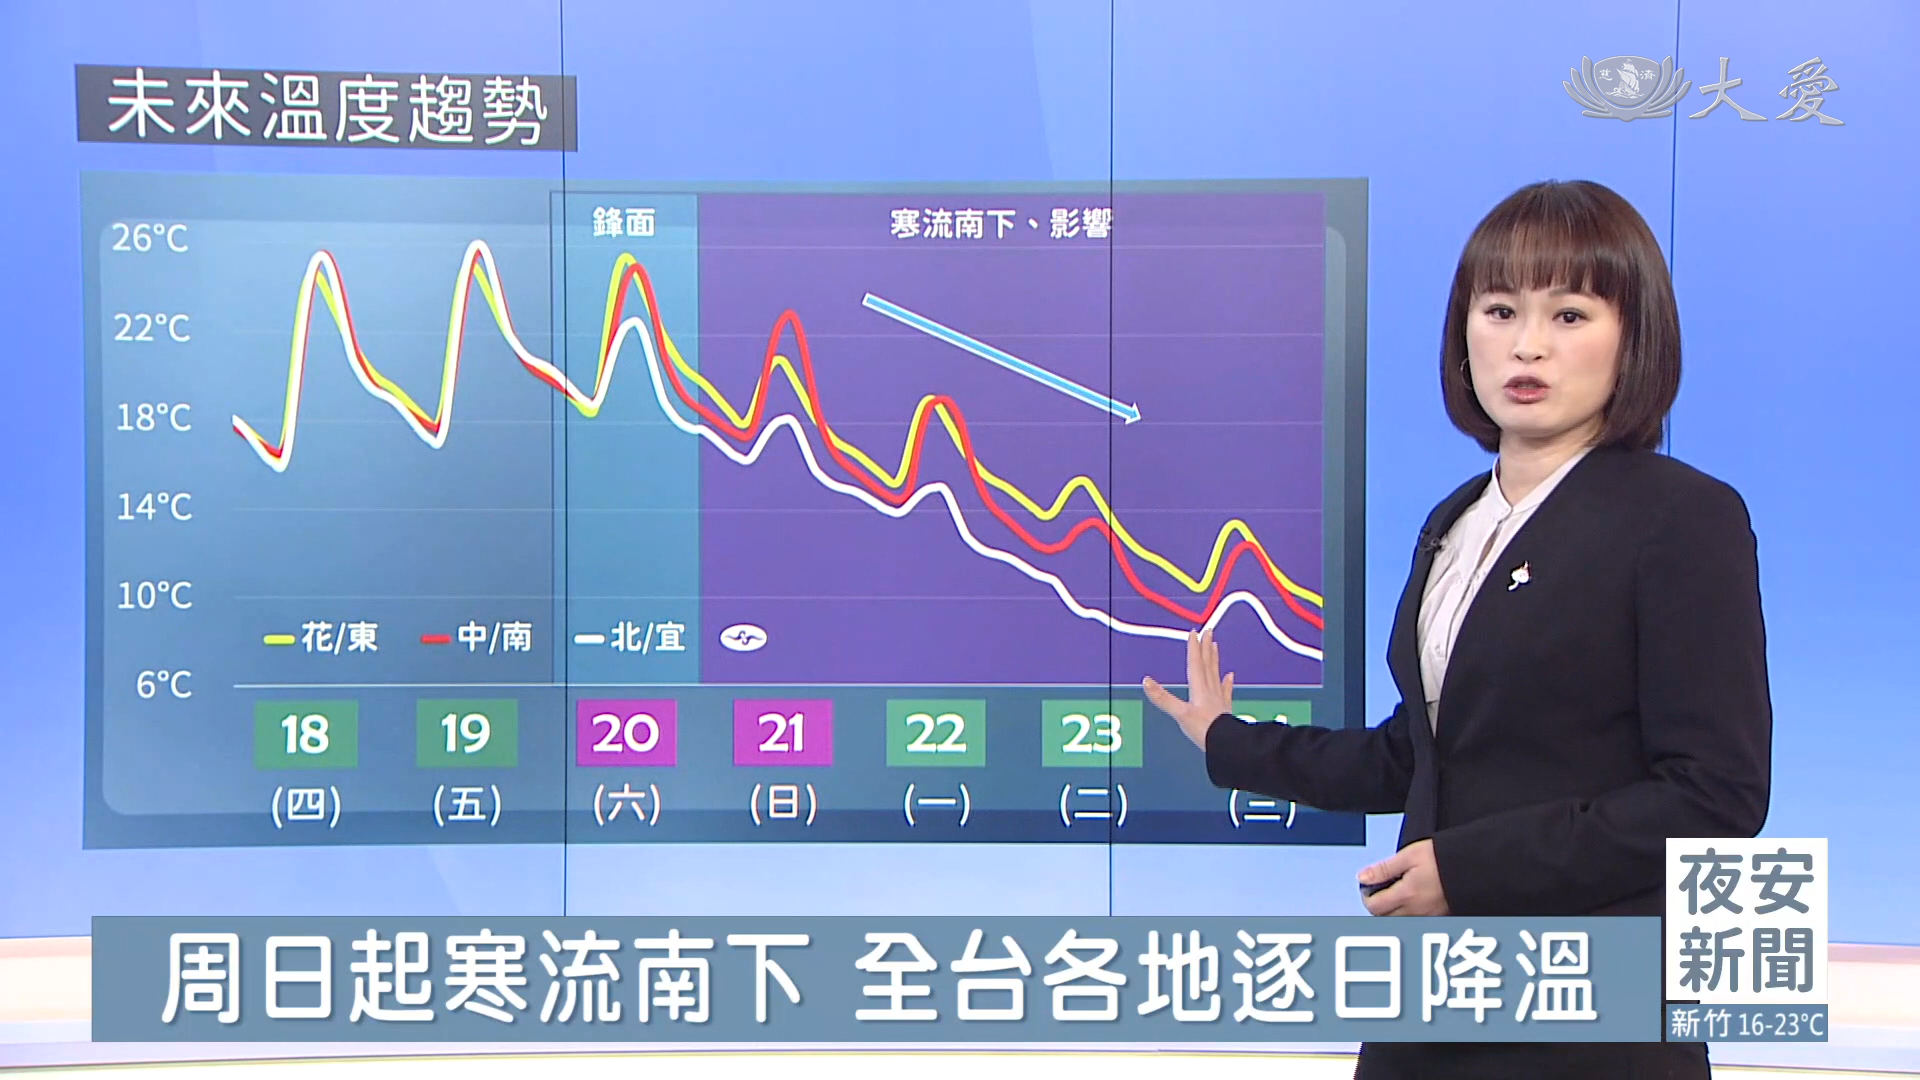 未來溫度趨勢
慈濟
大愛
鋒面
寒流南下、影響
26°C
22°C
18°C
14°C
10°C
6°C
花/東
中/南
北/宜
18
19
20
21
22
23
(四)
(五)
(六)
(日)
(一)
(二)
(三)
周日起寒流南下 全台各地逐日降溫
夜安
新聞
新竹 16-23°C